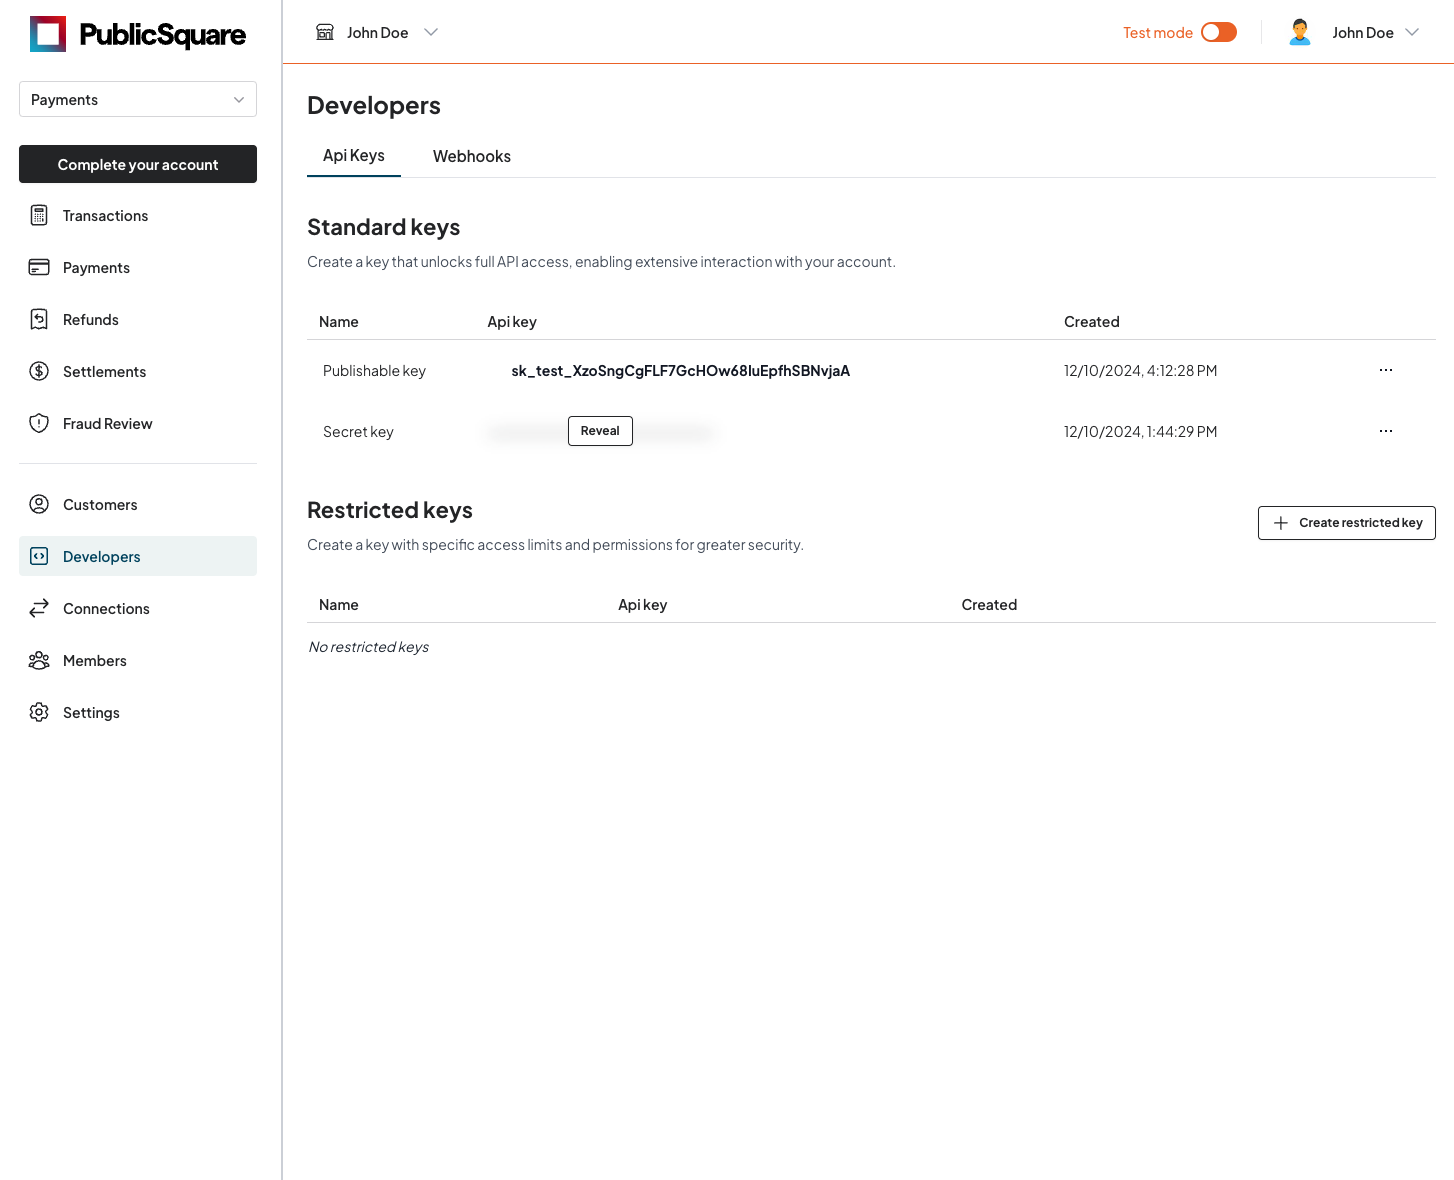 PublicSquare
John Doe
Test mode
John Doe
Payments
Complete your account
Transactions
Payments
Refunds
Settlements
Fraud Review
Customers
Developers
Connections
Members
Settings
Developers
Api Keys Webhooks
Standard keys
Create a key that unlocks full API access, enabling extensive interaction with your account.
Name Api key Created
Publishable key sk_test_XzoSngCgFLF7GcHOw68IuEpfhSBNvjaA 12/10/2024, 4:12:28 PM ...
Secret key Reveal 12/10/2024, 1:44:29 PM ...
Restricted keys
Create restricted key
Create a key with specific access limits and permissions for greater security.
Name Api key Created
No restricted keys